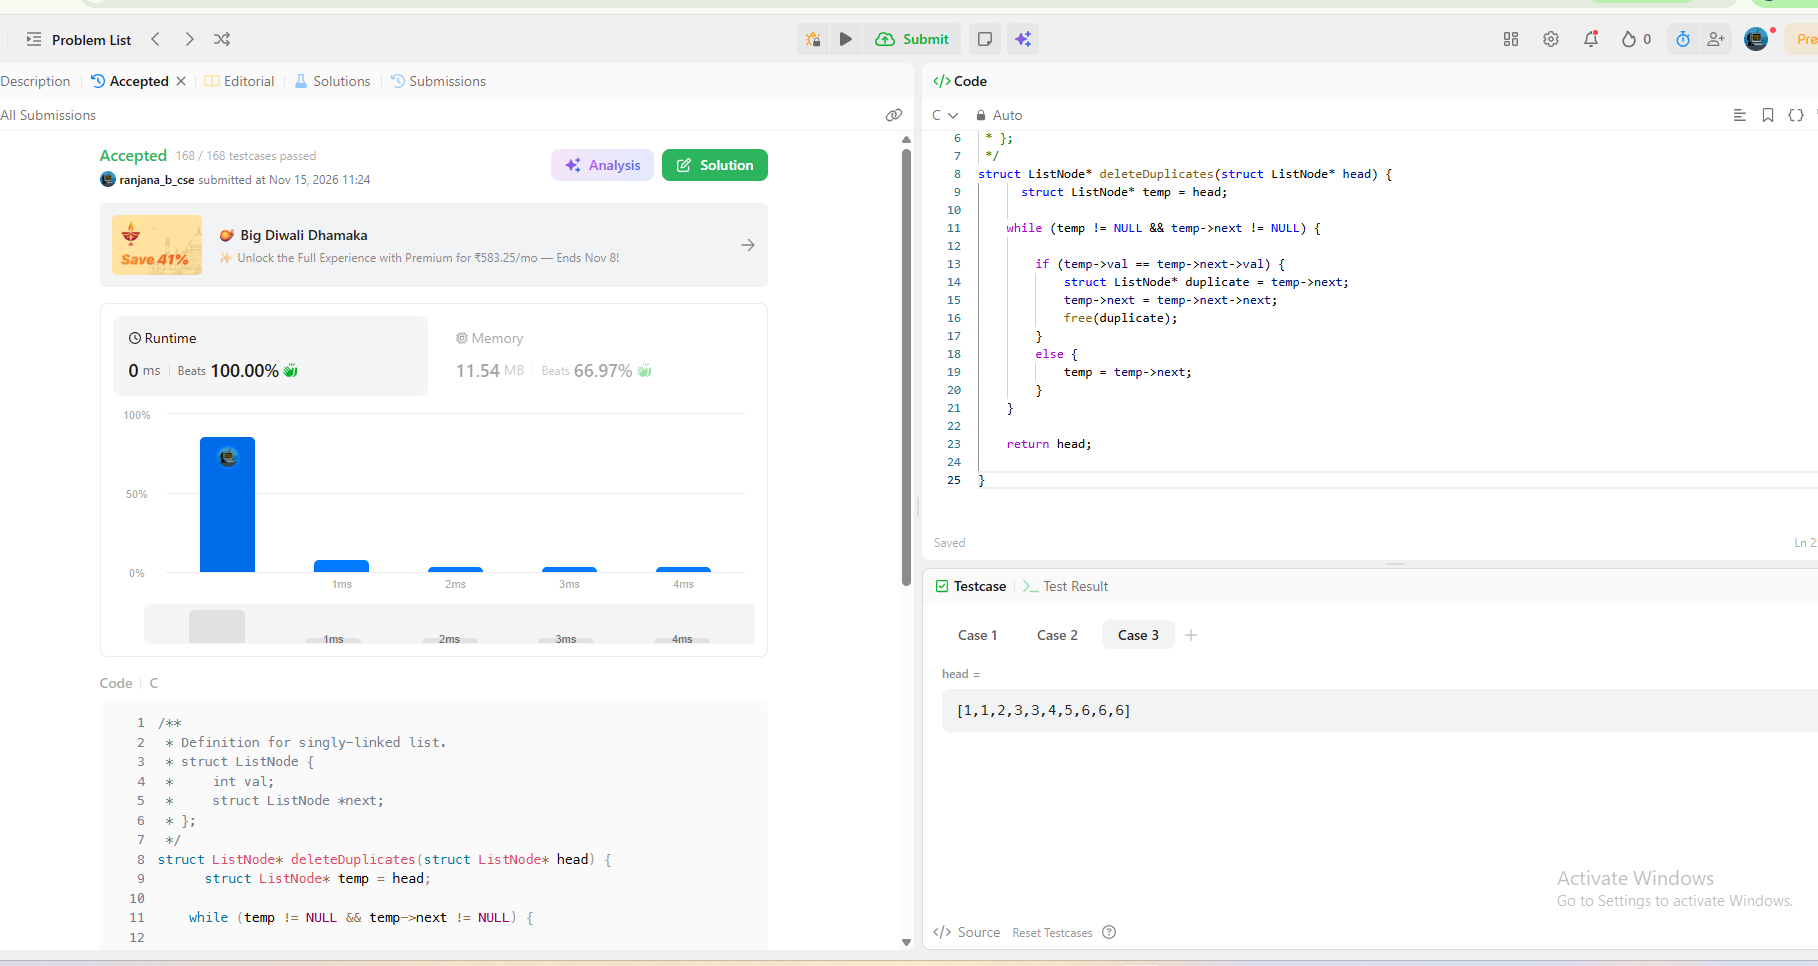 Problem List
Submit
0
Pre
Description
Accepted
Editorial
Solutions
Submissions
All Submissions
Accepted 168 / 168 testcases passed
ranjana_b_cse submitted at Nov 15, 2026 11:24
Analysis
Solution
Save 41%
Big Diwali Dhamaka
Unlock the Full Experience with Premium for ₹583.25/mo — Ends Nov 8!
Runtime
0 ms Beats 100.00%
Memory
11.54 MB Beats 66.97%
100%
50%
0%
1ms 2ms 3ms 4ms
1ms 2ms 3ms 4ms
Code C
1 /**
2 * Definition for singly-linked list.
3 * struct ListNode {
4 * int val;
5 * struct ListNode *next;
6 * };
7 */
8 struct ListNode* deleteDuplicates(struct ListNode* head) {
9 struct ListNode* temp = head;
10
11 while (temp != NULL && temp->next != NULL) {
12
</> Code
C Auto
6 * };
7 */
8 struct ListNode* deleteDuplicates(struct ListNode* head) {
9 struct ListNode* temp = head;
10
11 while (temp != NULL && temp->next != NULL) {
12
13 if (temp->val == temp->next->val) {
14 struct ListNode* duplicate = temp->next;
15 temp->next = temp->next->next;
16 free(duplicate);
17 }
18 else {
19 temp = temp->next;
20 }
21 }
22
23 return head;
24
25 }
Saved
Ln 2
Testcase
Test Result
Case 1
Case 2
Case 3
+
head =
[1,1,2,3,3,4,5,6,6,6]
Activate Windows
Go to Settings to activate Windows.
</> Source Reset Testcases ?